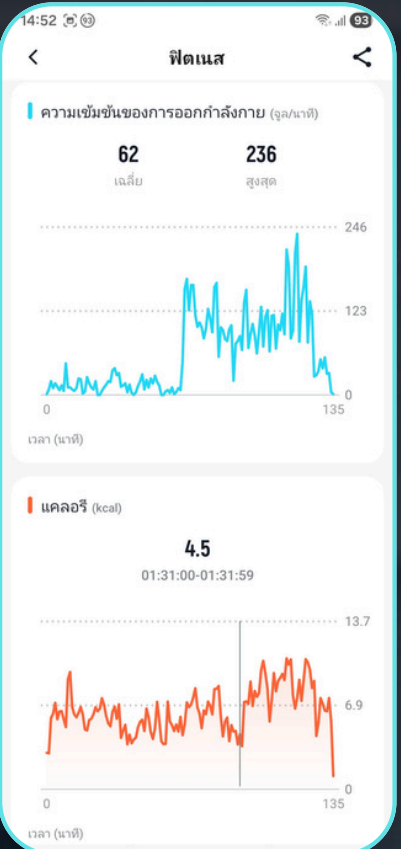 14:52 93
93
ฟิตเนส
ความเข้มข้นของการออกกำลังกาย (จูล/นาที)
62 236
เฉลี่ย สูงสุด
246
123
0
0 135
เวลา (นาที)
แคลอรี (kcal)
4.5
01:31:00-01:31:59
13.7
6.9
0
0 135
เวลา (นาที)